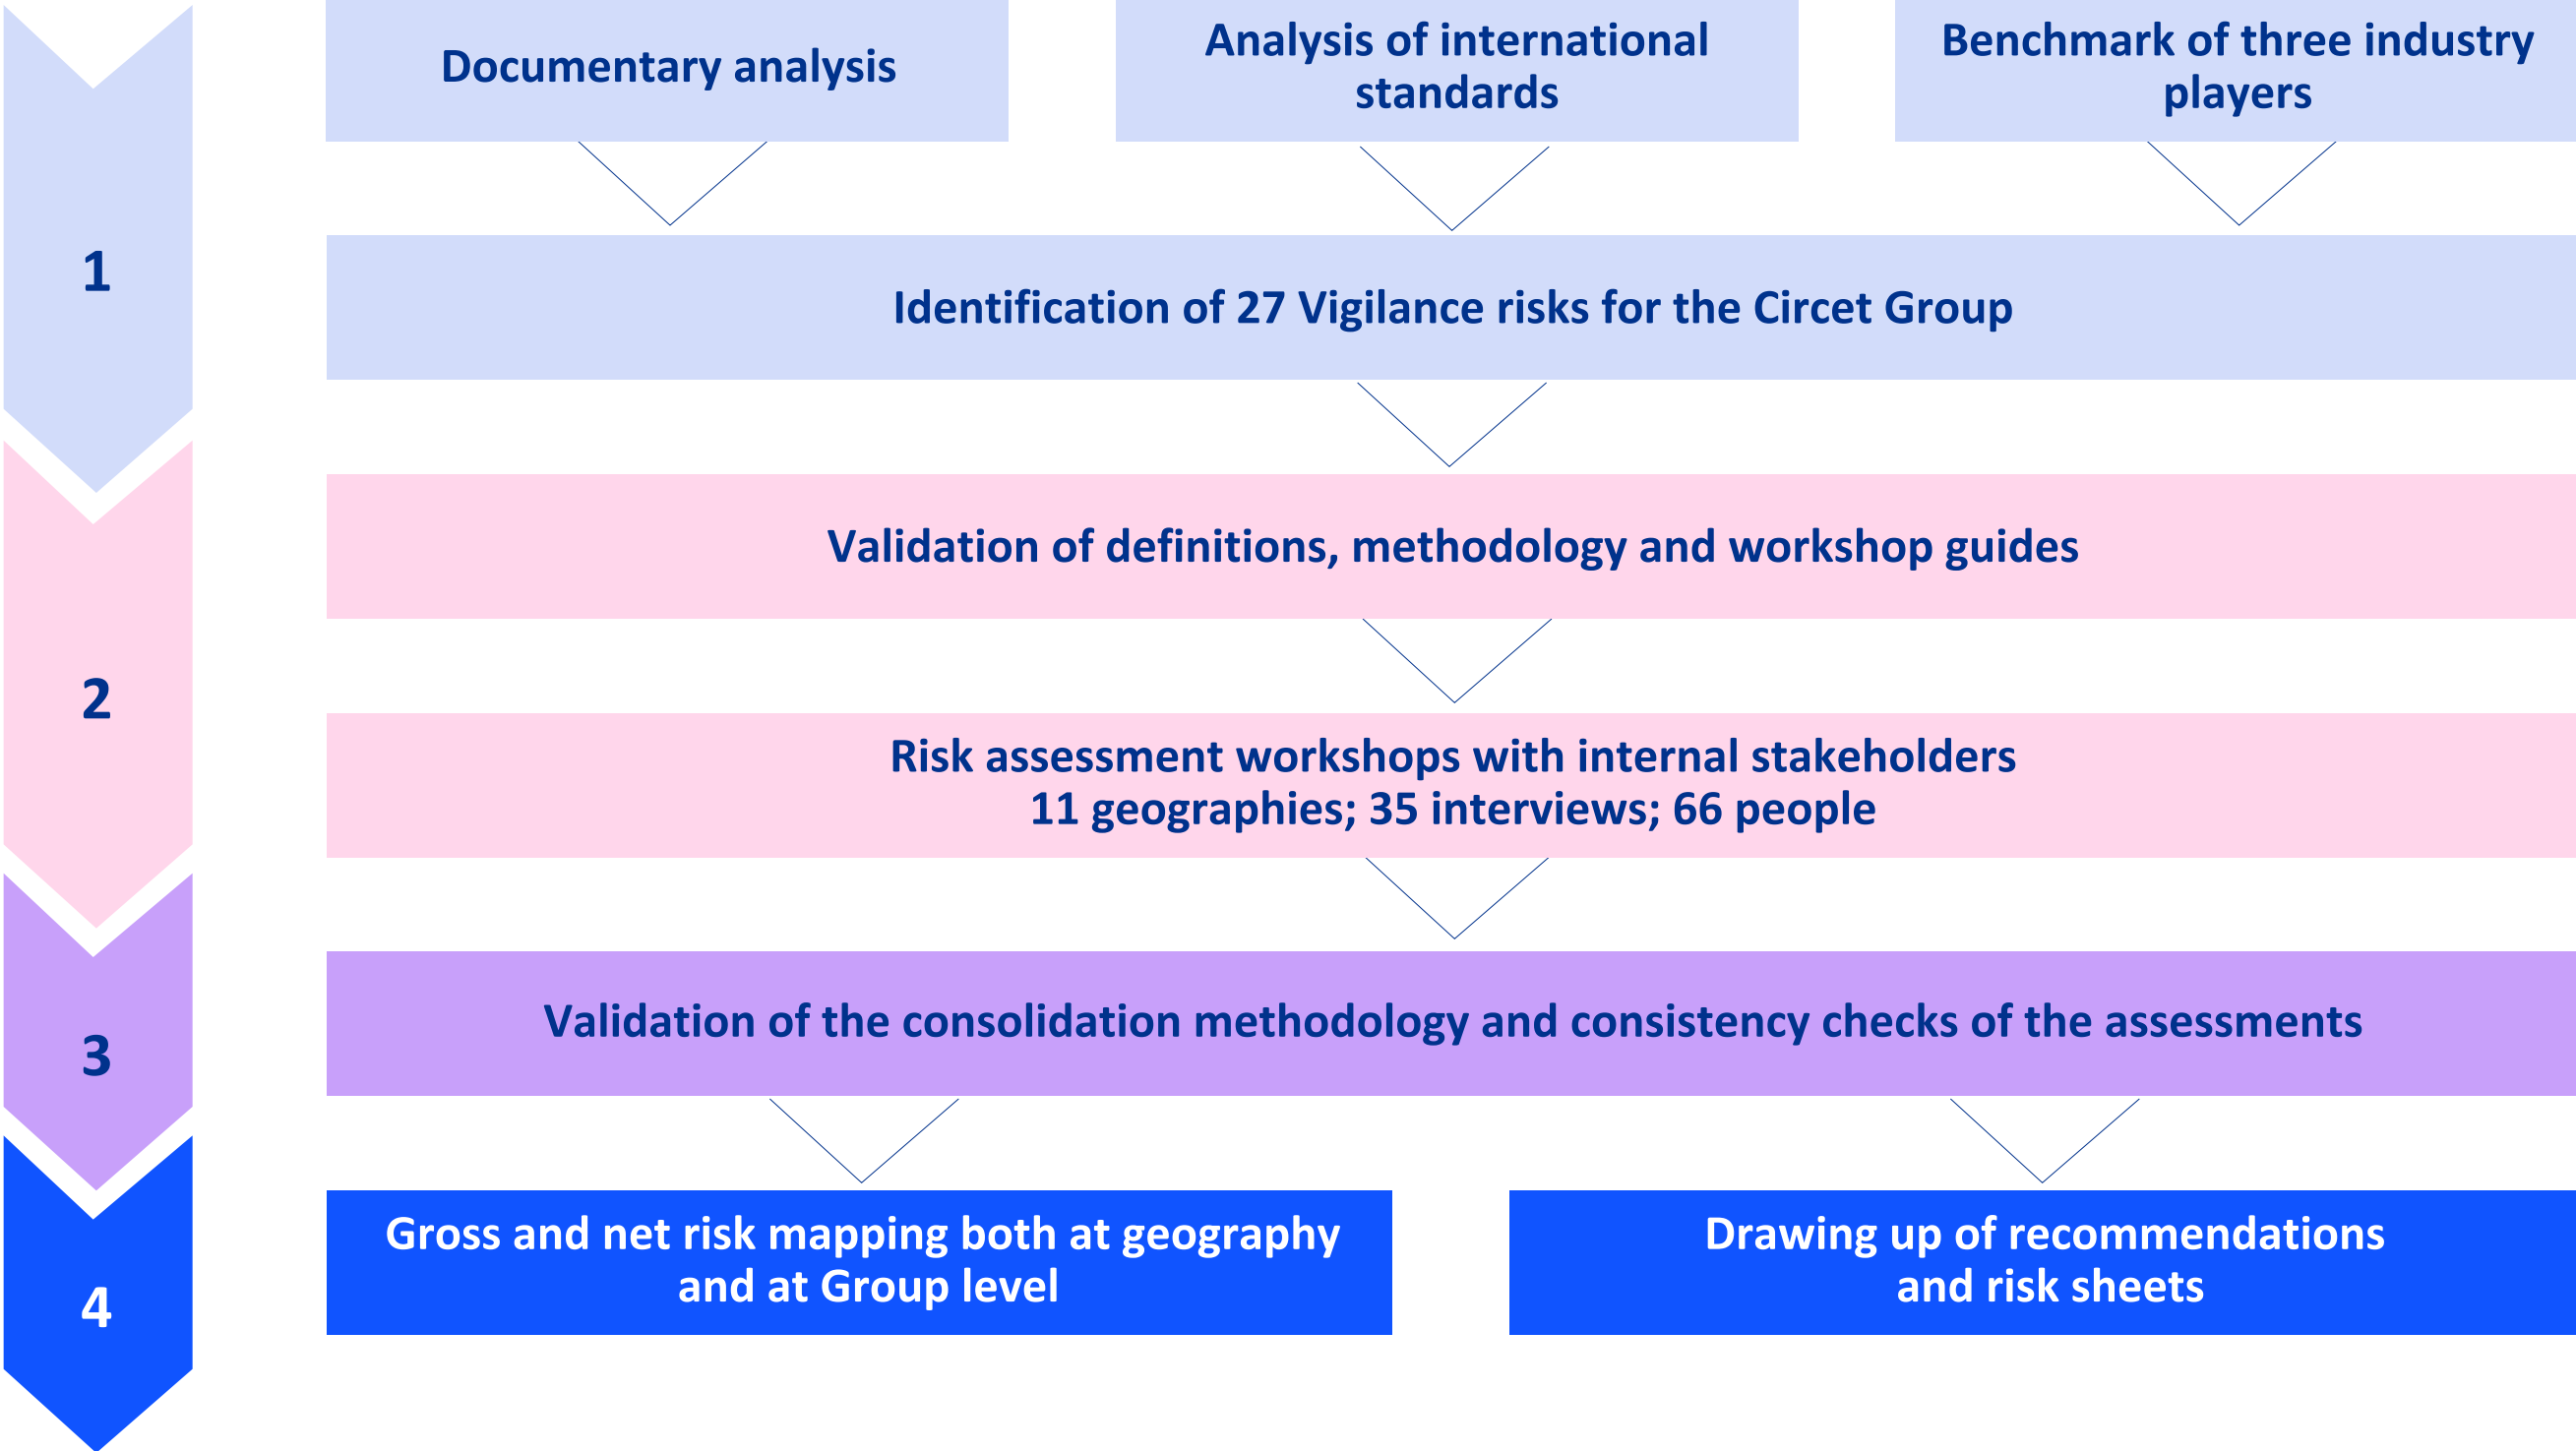 Documentary analysis
Analysis of international
standards
Benchmark of three industry
players
1
Identification of 27 Vigilance risks for the Circet Group
Validation of definitions, methodology and workshop guides
2
Risk assessment workshops with internal stakeholders
11 geographies; 35 interviews; 66 people
3
Validation of the consolidation methodology and consistency checks of the assessments
4
Gross and net risk mapping both at geography
and at Group level
Drawing up of recommendations
and risk sheets